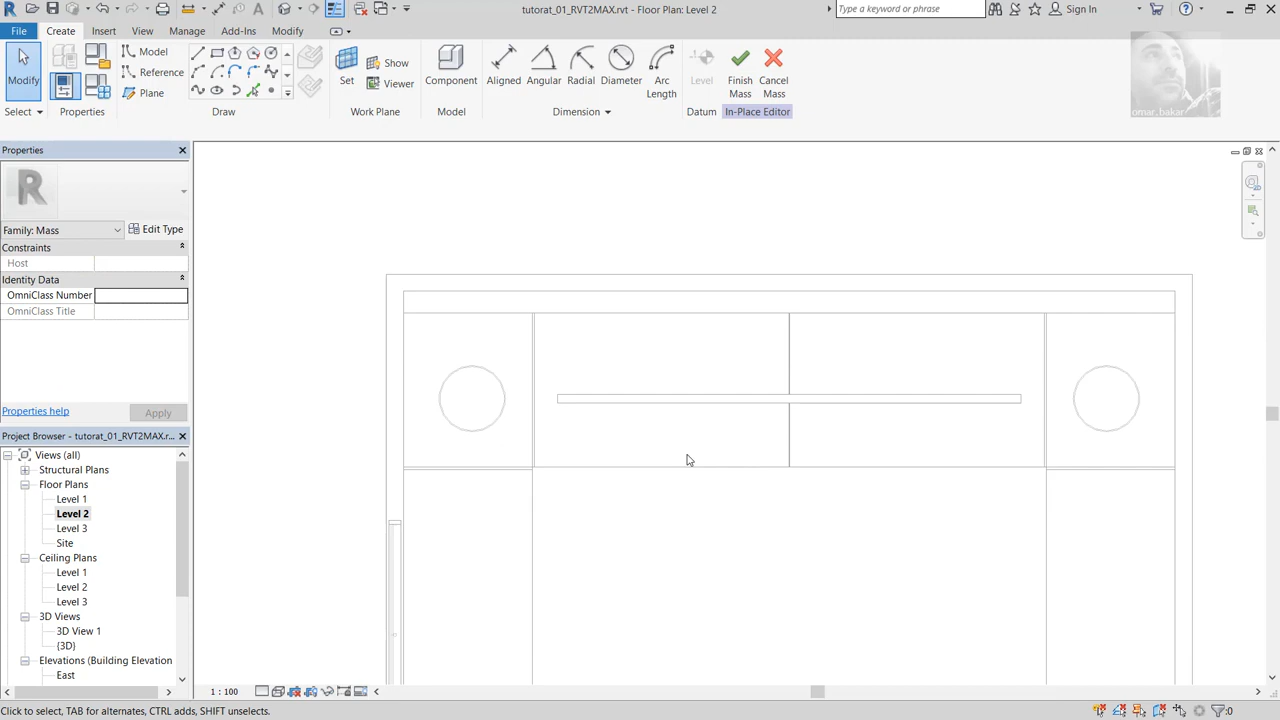 tutorat_01_RVT2MAX.rvt - Floor Plan: Level 2
Type a keyword or phrase
Sign In
File
Create
Insert
View
Manage
Add-Ins
Modify
Modify
Select
Properties
Model
Reference
Plane
Draw
Set
Show
Viewer
Work Plane
Component
Model
Aligned
Angular
Radial
Diameter
Arc
Length
Dimension
Level
Datum
Finish
Mass
Cancel
Mass
In-Place Editor
omar_bakar
Properties
Family: Mass
Edit Type
Constraints
Host
Identity Data
OmniClass Number
OmniClass Title
Properties help
Apply
Project Browser - tutorat_01_RVT2MAX.r...
Views (all)
Structural Plans
Floor Plans
Level 1
Level 2
Level 3
Site
Ceiling Plans
Level 1
Level 2
Level 3
3D Views
3D View 1
{3D}
Elevations (Building Elevation
East
1 : 100
Click to select, TAB for alternates, CTRL adds, SHIFT unselects.
:0